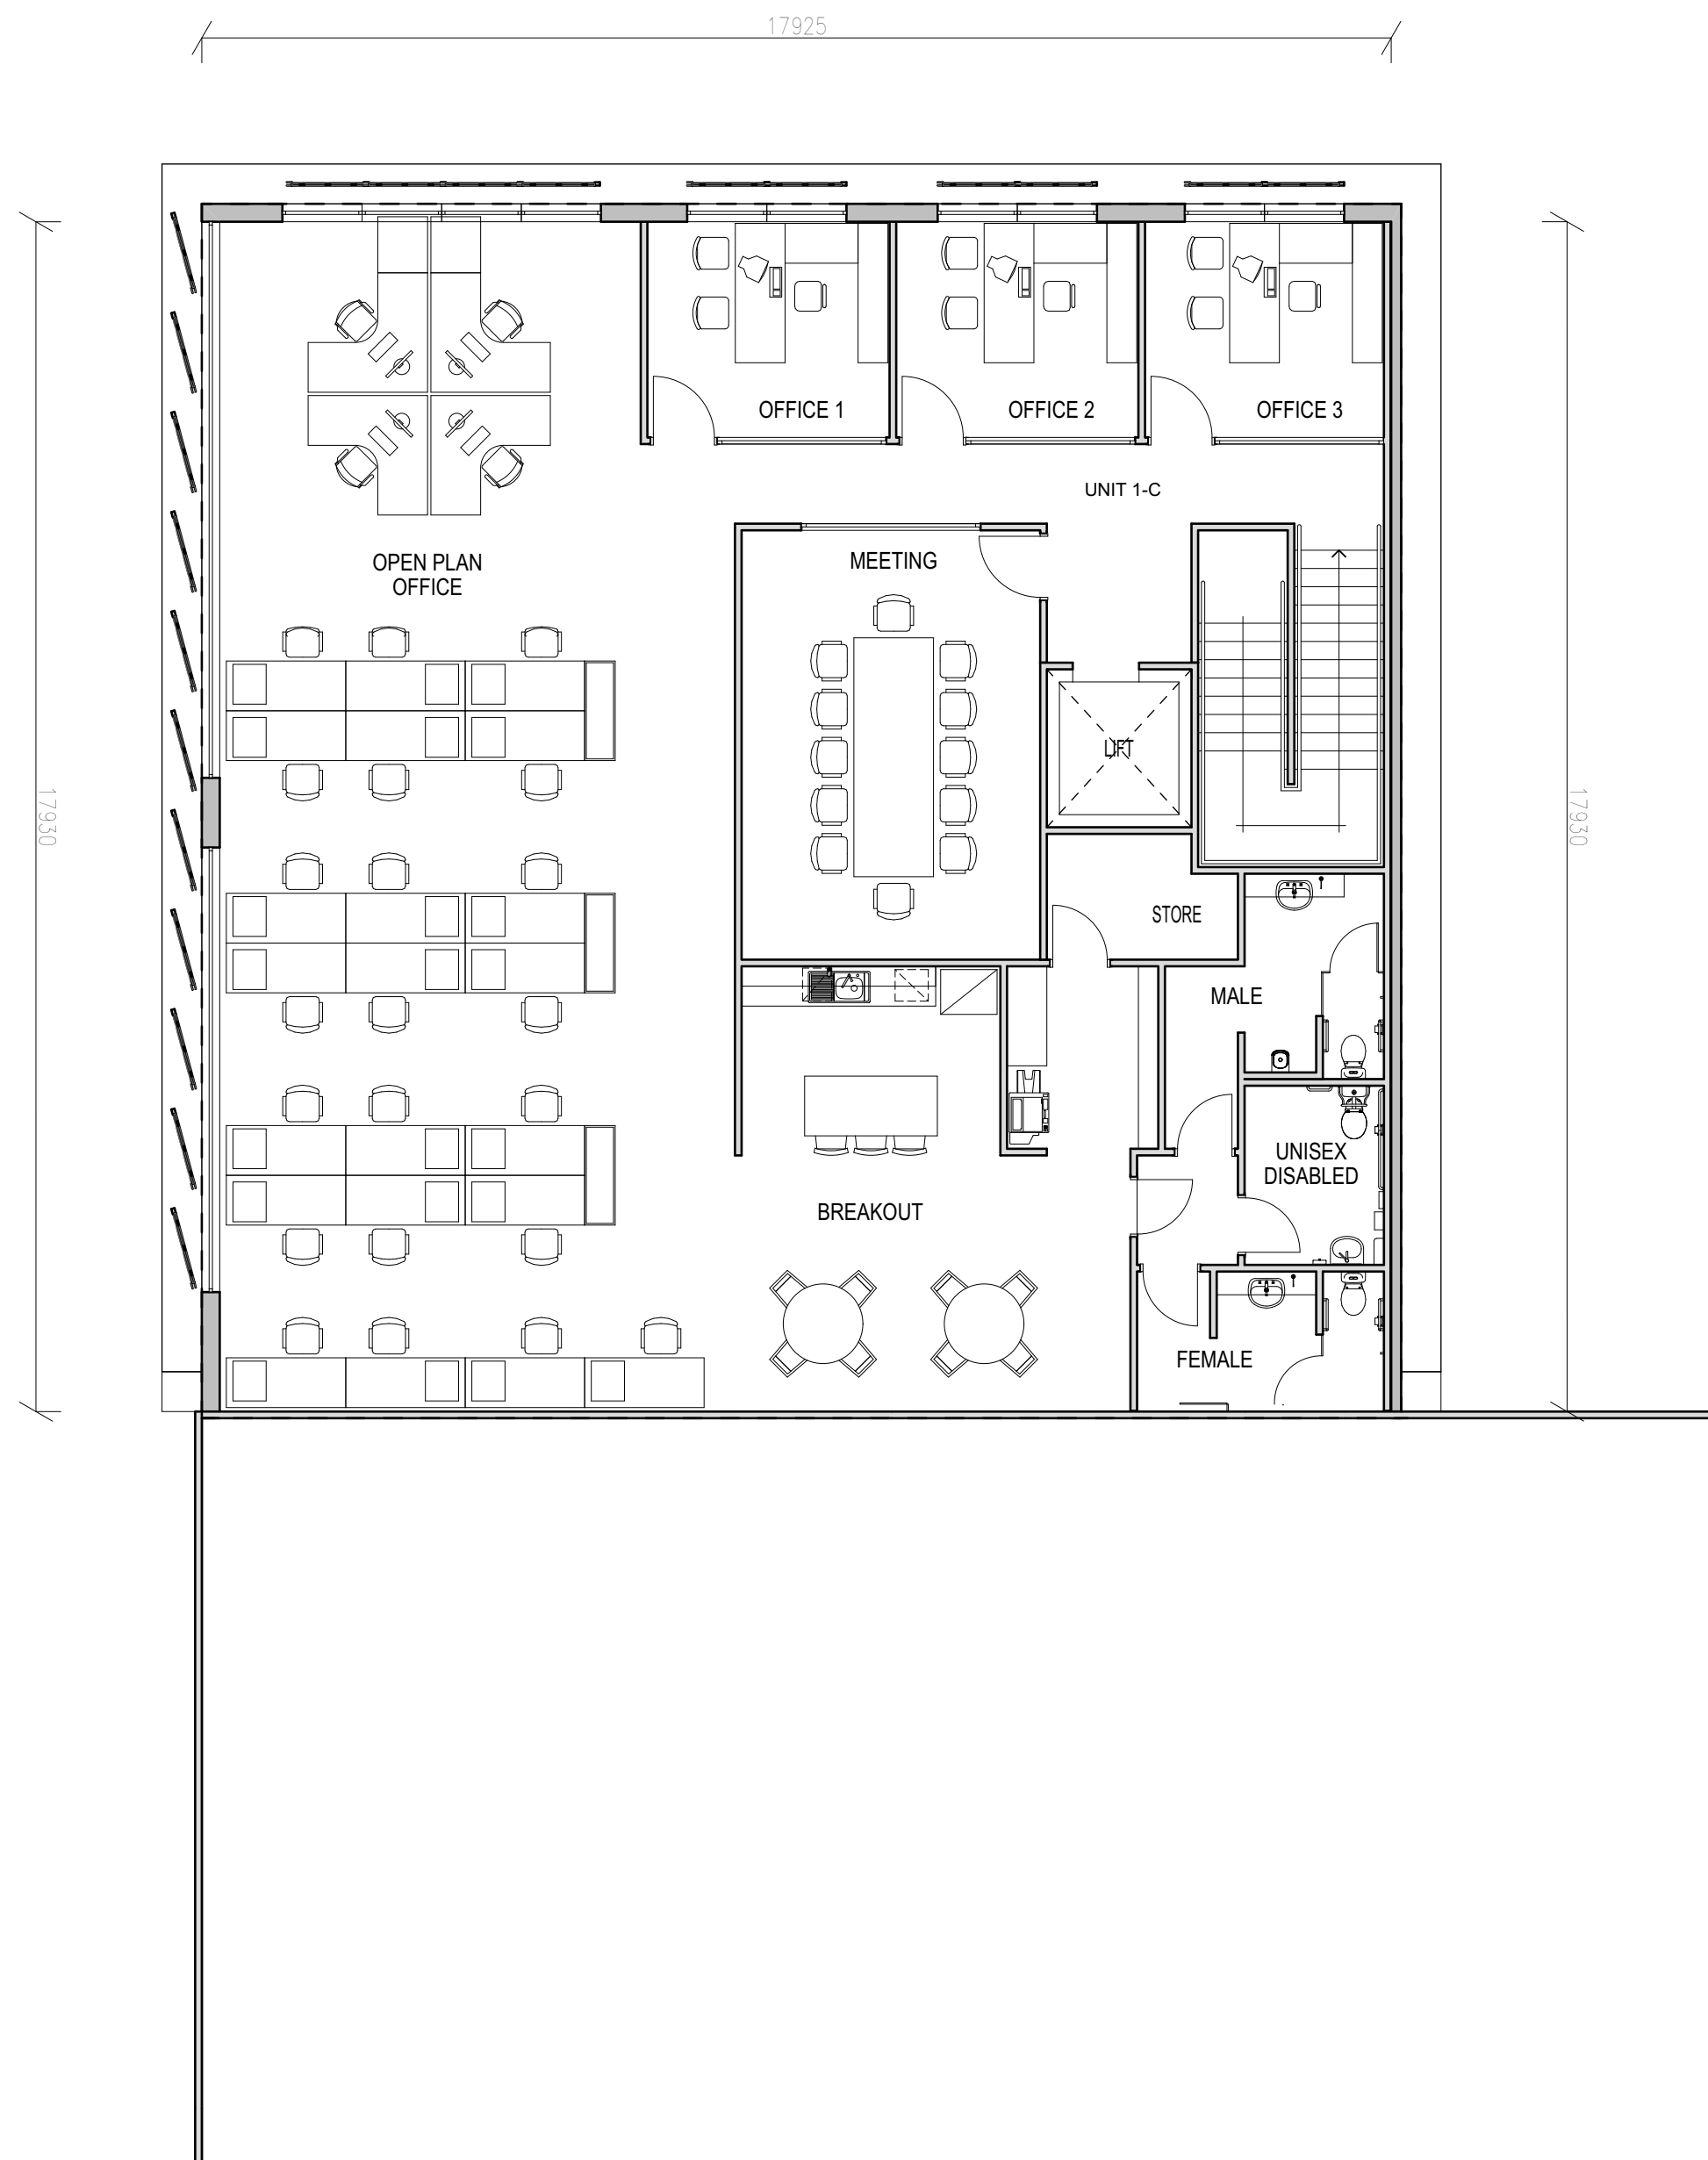 17925
OFFICE 1
OFFICE 2
OFFICE 3
UNIT 1-C
OPEN PLAN
OFFICE
MEETING
LIFT
17930
17930
STORE
MALE
UNISEX
DISABLED
BREAKOUT
FEMALE